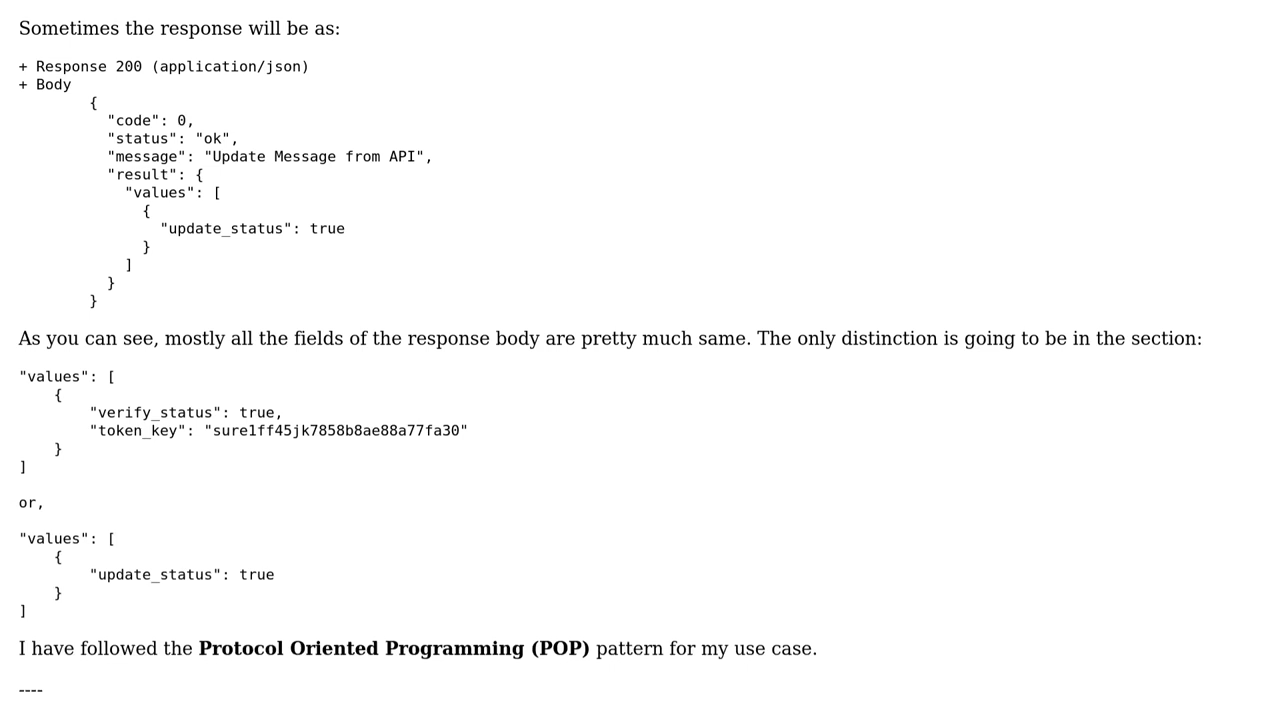 Sometimes the response will be as:
+ Response 200 (application/json)
+ Body
        {
          "code": 0,
          "status": "ok",
          "message": "Update Message from API",
          "result": {
            "values": [
              {
                "update_status": true
              }
            ]
          }
        }
As you can see, mostly all the fields of the response body are pretty much same. The only distinction is going to be in the section:
"values": [
    {
        "verify_status": true,
        "token_key": "sure1ff45jk7858b8ae88a77fa30"
    }
]
or,
"values": [
    {
        "update_status": true
    }
]
I have followed the Protocol Oriented Programming (POP) pattern for my use case.
----